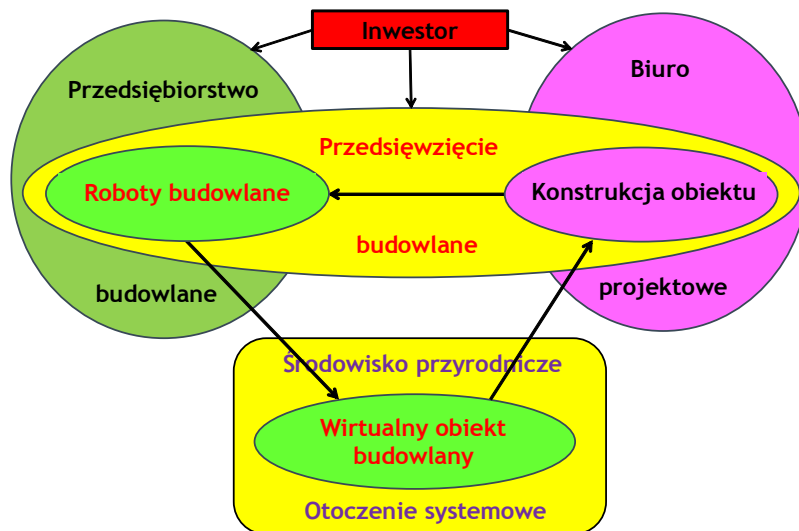 Inwestor
Przedsiębiorstwo
Biuro
Przedsięwzięcie
Roboty budowlane
Konstrukcja obiektu
budowlane
budowlane
projektowe
Środowisko przyrodnicze
Wirtualny obiekt
budowlany
Otoczenie systemowe